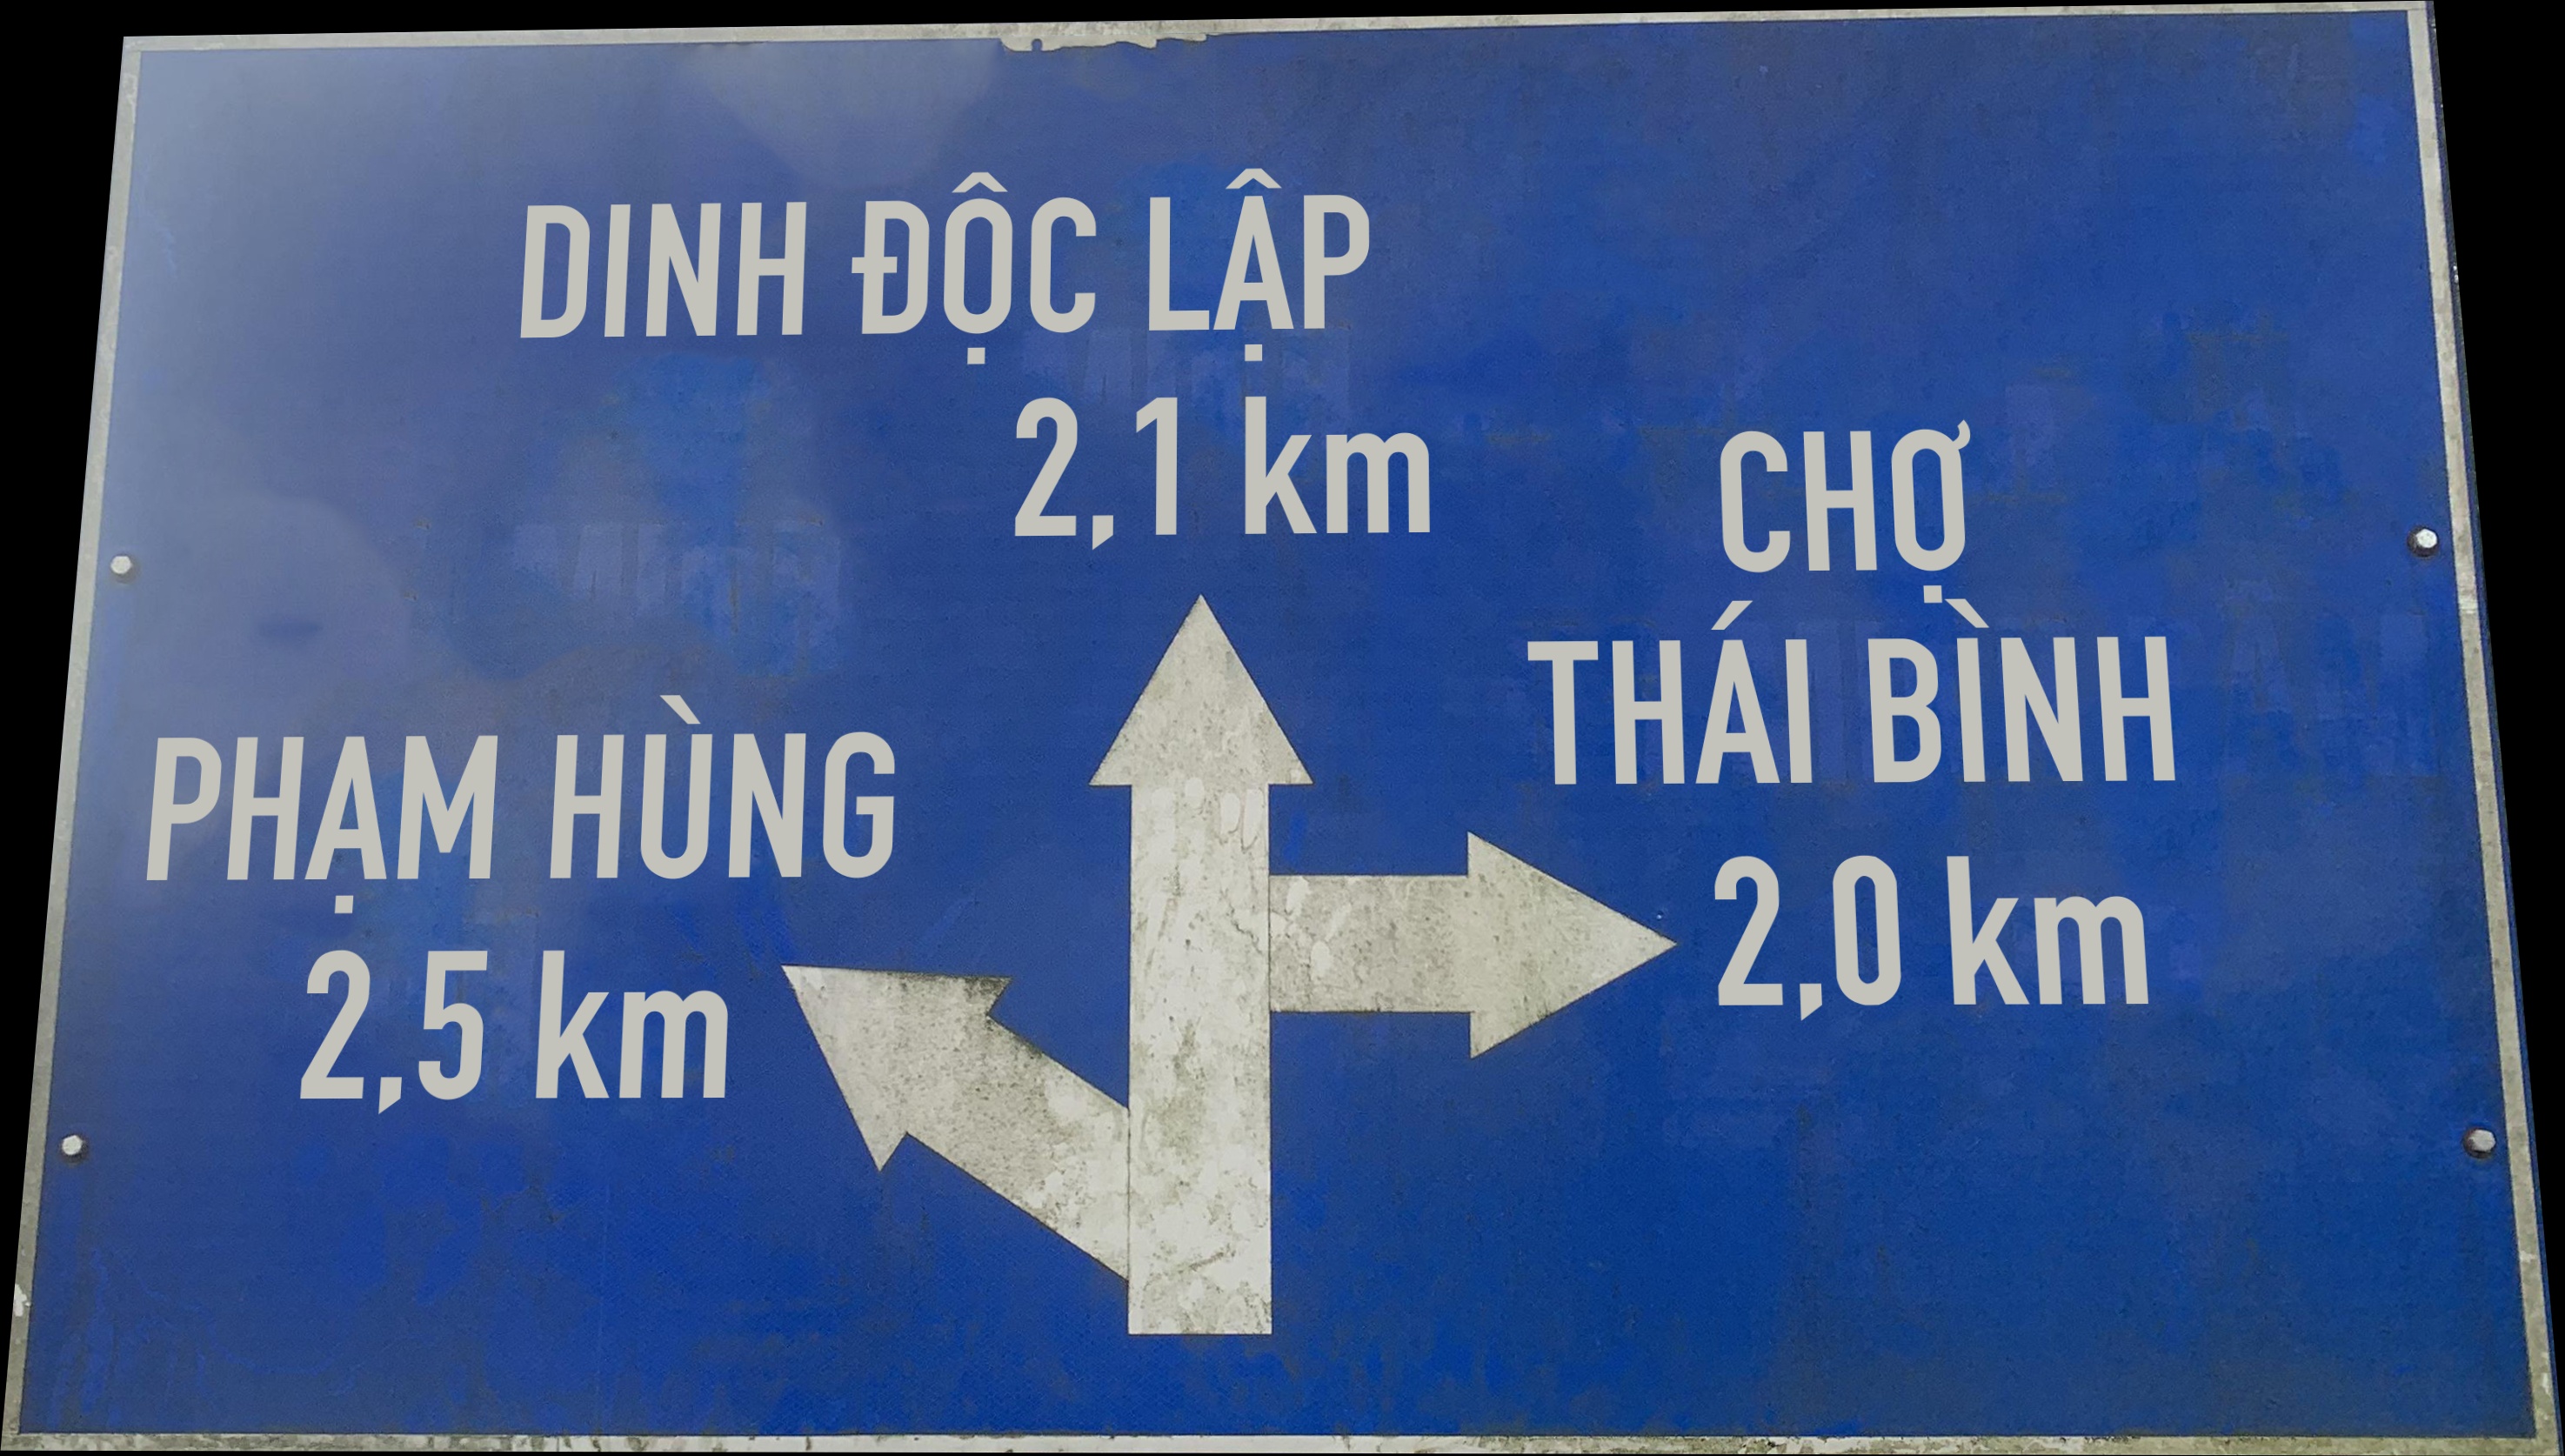 DINH ĐỘC LẬP
2,1 km
CHỢ
THÁI BÌNH
2,0 km
PHẠM HÙNG
2,5 km